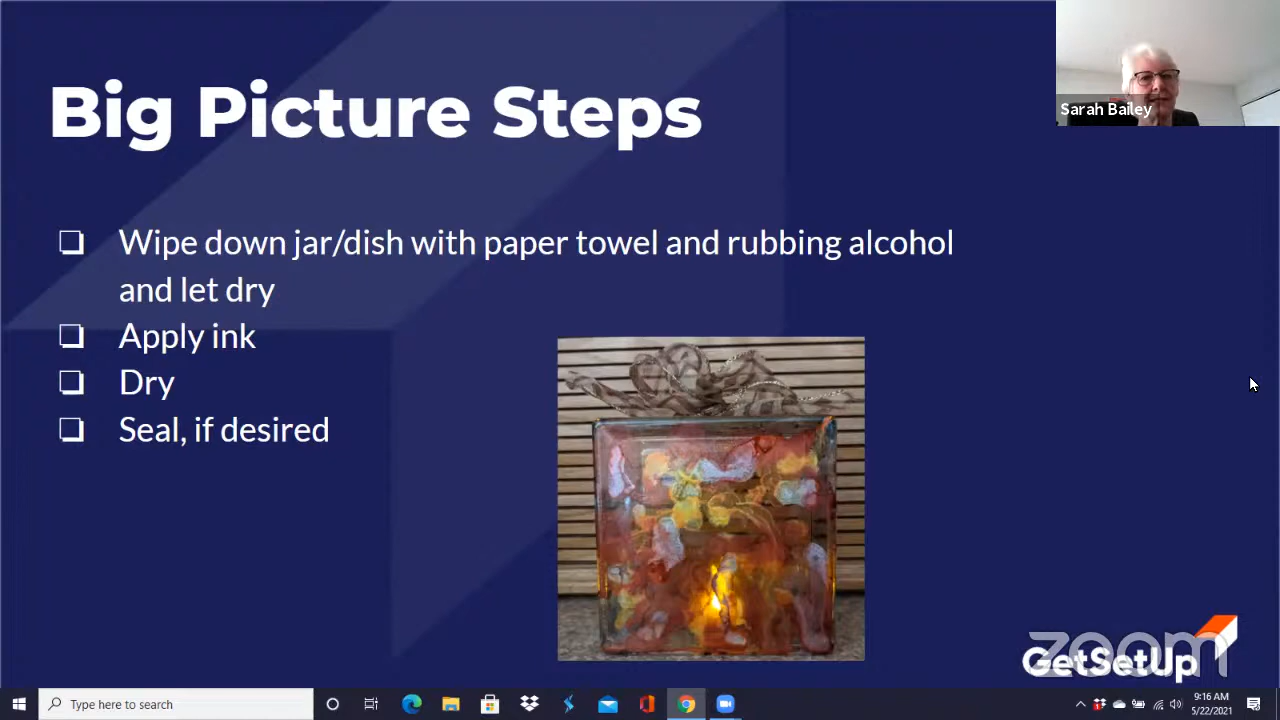 Big Picture Steps
Sarah Bailey
❏ Wipe down jar/dish with paper towel and rubbing alcohol
and let dry
❏ Apply ink
❏ Dry
❏ Seal, if desired
zoom
GetSetUp
Type here to search
9:16 AM
5/22/2021